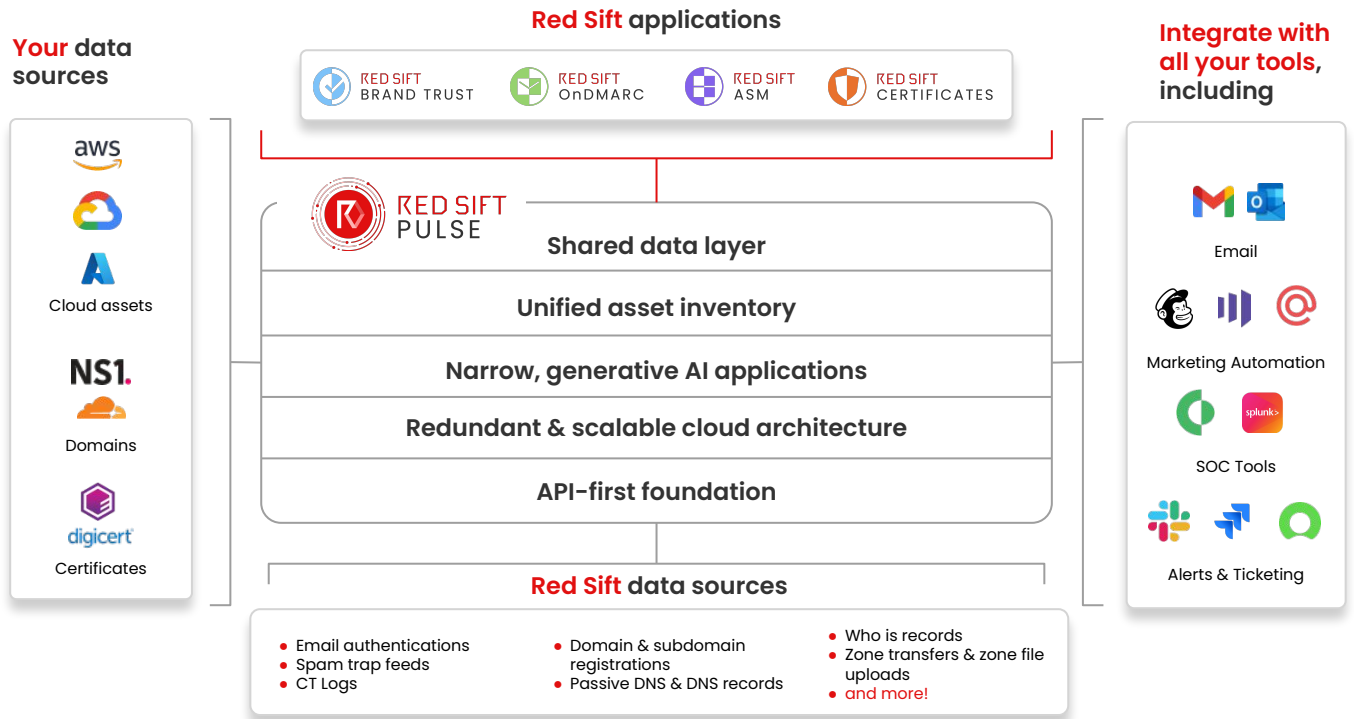 Red Sift applications
Your data
sources
Integrate with
all your tools,
including
RED SIFT
BRAND TRUST
RED SIFT
OnDMARC
RED SIFT
ASM
RED SIFT
CERTIFICATES
aws
Cloud assets
NS1.
Domains
digicert
Certificates
RED SIFT
PULSE
Shared data layer
Unified asset inventory
Narrow, generative AI applications
Redundant & scalable cloud architecture
API-first foundation
Email
Marketing Automation
splunk>
SOC Tools
Alerts & Ticketing
Red Sift data sources
• Email authentications
• Spam trap feeds
• CT Logs
• Domain & subdomain
registrations
• Passive DNS & DNS records
• Who is records
• Zone transfers & zone file
uploads
• and more!